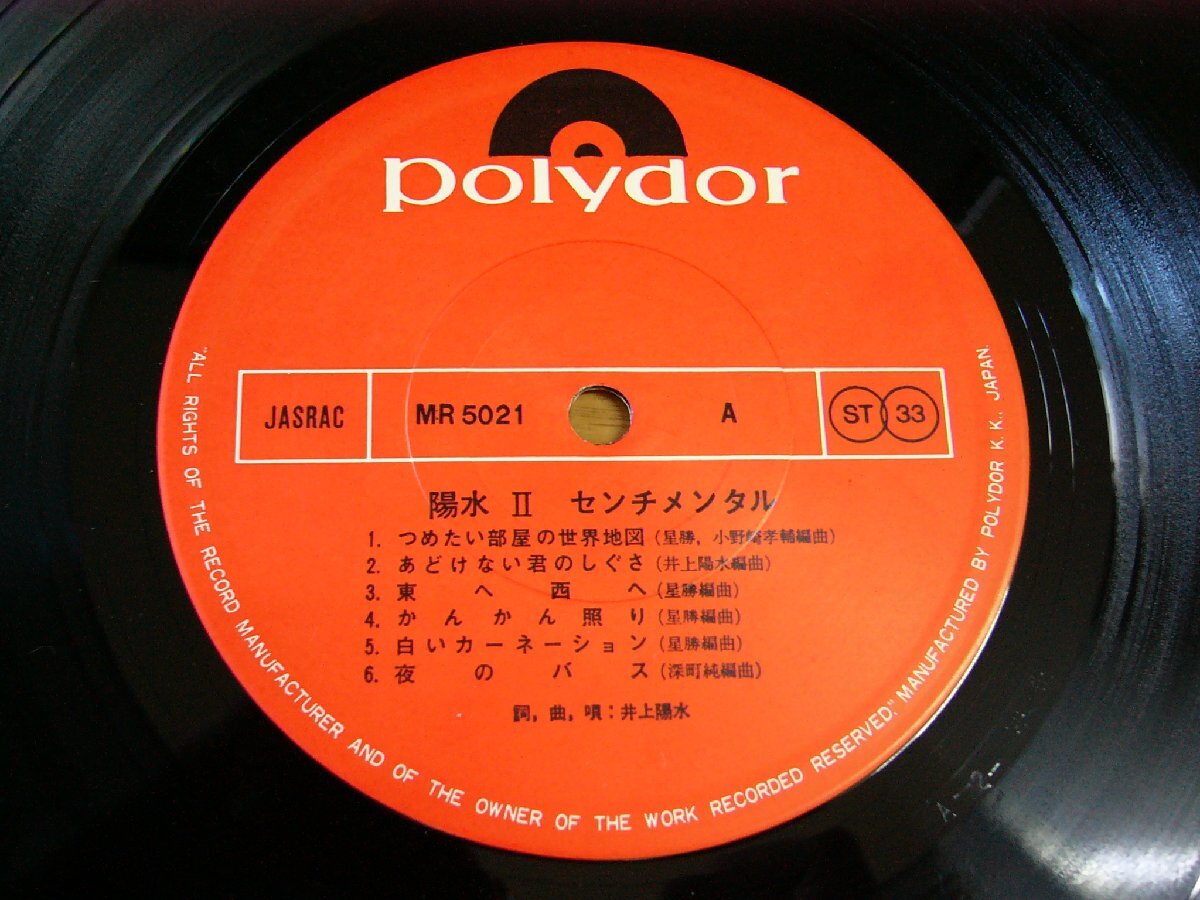 polydor
JASRAC MR 5021 A ST 33
陽水 II センチメンタル
1. つめたい部屋の世界地図 (星勝, 小野崎孝輔編曲)
2. あどけない君のしぐさ (井上陽水編曲)
3. 東へ西へ (星勝編曲)
4. かんかん照り (星勝編曲)
5. 白いカーネーション (星勝編曲)
6. 夜のバス (深町純編曲)
詞, 曲, 唄:井上陽水
"ALL RIGHTS OF THE RECORD MANUFACTURER AND OF THE OWNER OF THE WORK RECORDED RESERVED." MANUFACTURED BY POLYDOR K. K., JAPAN.
A-2